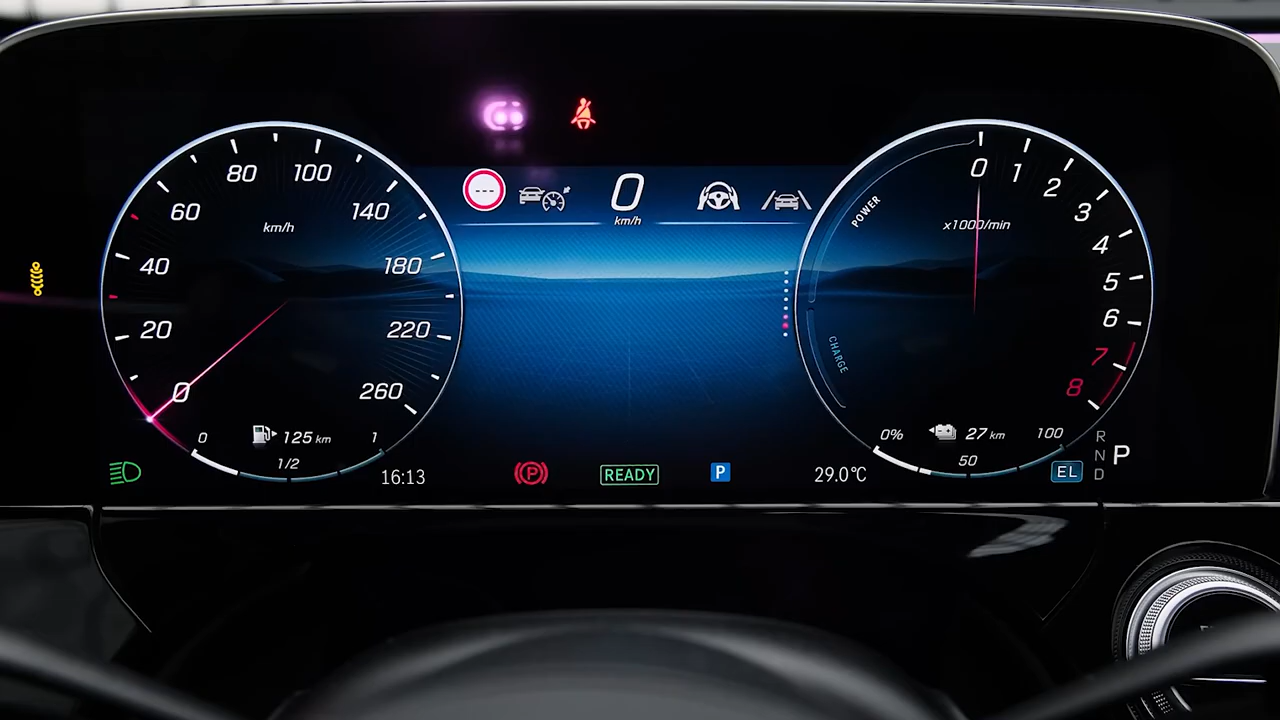 80 100
60 140
km/h
40 180
20 220
0 260
0 125 km 1
1/2
16:13
---
0
km/h
P
READY
P
29.0°C
POWER
CHARGE
0 1 2 3 4 5 6 7 8
x1000/min
0% 27 km 100
50
EL
R
N
D
P